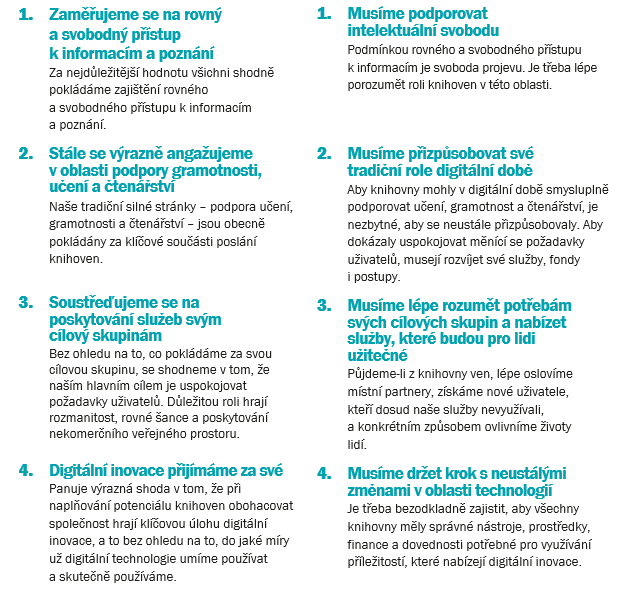 1. Zaměřujeme se na rovný
a svobodný přístup
k informacím a poznání
Za nejdůležitější hodnotu všichni shodně
pokládáme zajištění rovného
a svobodného přístupu k informacím
a poznání.
2. Stále se výrazně angažujeme
v oblasti podpory gramotnosti,
učení a čtenářství
Naše tradiční silné stránky – podpora učení,
gramotnosti a čtenářství – jsou obecně
pokládány za klíčové součásti poslání
knihoven.
3. Soustřeďujeme se na
poskytování služeb svým
cílový skupinám
Bez ohledu na to, co pokládáme za svou
cílovou skupinu, se shodneme v tom, že
naším hlavním cílem je uspokojovat
požadavky uživatelů. Důležitou roli hrají
rozmanitost, rovné šance a poskytování
nekomerčního veřejného prostoru.
4. Digitální inovace přijímáme za své
Panuje výrazná shoda v tom, že při
naplňování potenciálu knihoven obohacovat
společnost hrají klíčovou úlohu digitální
inovace, a to bez ohledu na to, do jaké míry
už digitální technologie umíme používat
a skutečně používáme.
1. Musíme podporovat
intelektuální svobodu
Podmínkou rovného a svobodného přístupu
k informacím je svoboda projevu. Je třeba lépe
porozumět roli knihoven v této oblasti.
2. Musíme přizpůsobovat své
tradiční role digitální době
Aby knihovny mohly v digitální době smysluplně
podporovat učení, gramotnost a čtenářství, je
nezbytné, aby se neustále přizpůsobovaly. Aby
dokázaly uspokojovat měnící se požadavky
uživatelů, musejí rozvíjet své služby, fondy
i postupy.
3. Musíme lépe rozumět potřebám
svých cílových skupin a nabízet
služby, které budou pro lidi
užitečné
Půjdeme-li z knihovny ven, lépe oslovíme
místní partnery, získáme nové uživatele,
kteří dosud naše služby nevyužívali,
a konkrétním způsobem ovlivníme životy
lidí.
4. Musíme držet krok s neustálými
změnami v oblasti technologií
Je třeba bezodkladně zajistit, aby všechny
knihovny měly správné nástroje, prostředky,
finance a dovednosti potřebné pro využívání
příležitostí, které nabízejí digitální inovace.